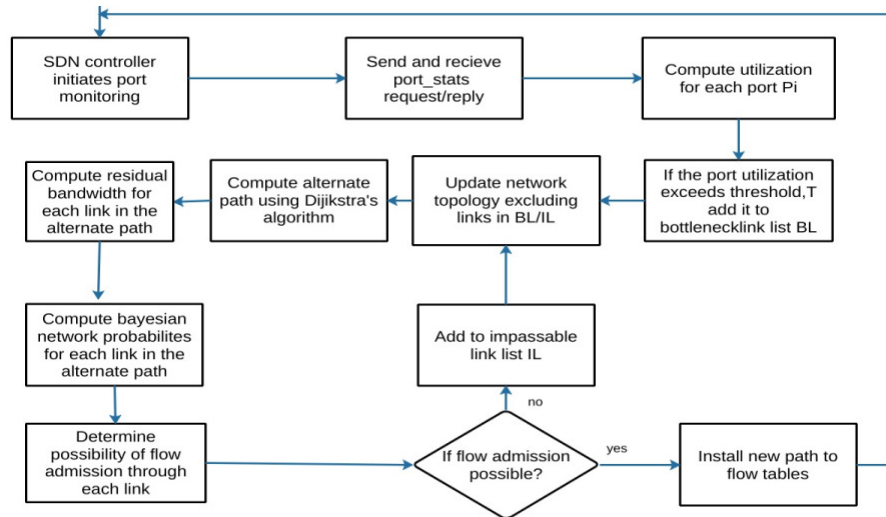 SDN controller
initiates port
monitoring
Send and recieve
port_stats
request/reply
Compute utilization
for each port Pi
If the port utilization
exceeds threshold,T
add it to
bottlenecklink list BL
Update network
topology excluding
links in BL/IL
Compute alternate
path using Dijikstra's
algorithm
Compute residual
bandwidth for
each link in the
alternate path
Compute bayesian
network probabilites
for each link in the
alternate path
Determine
possibility of flow
admission through
each link
If flow admission
possible?
no
Add to impassable
link list IL
yes
Install new path to
flow tables